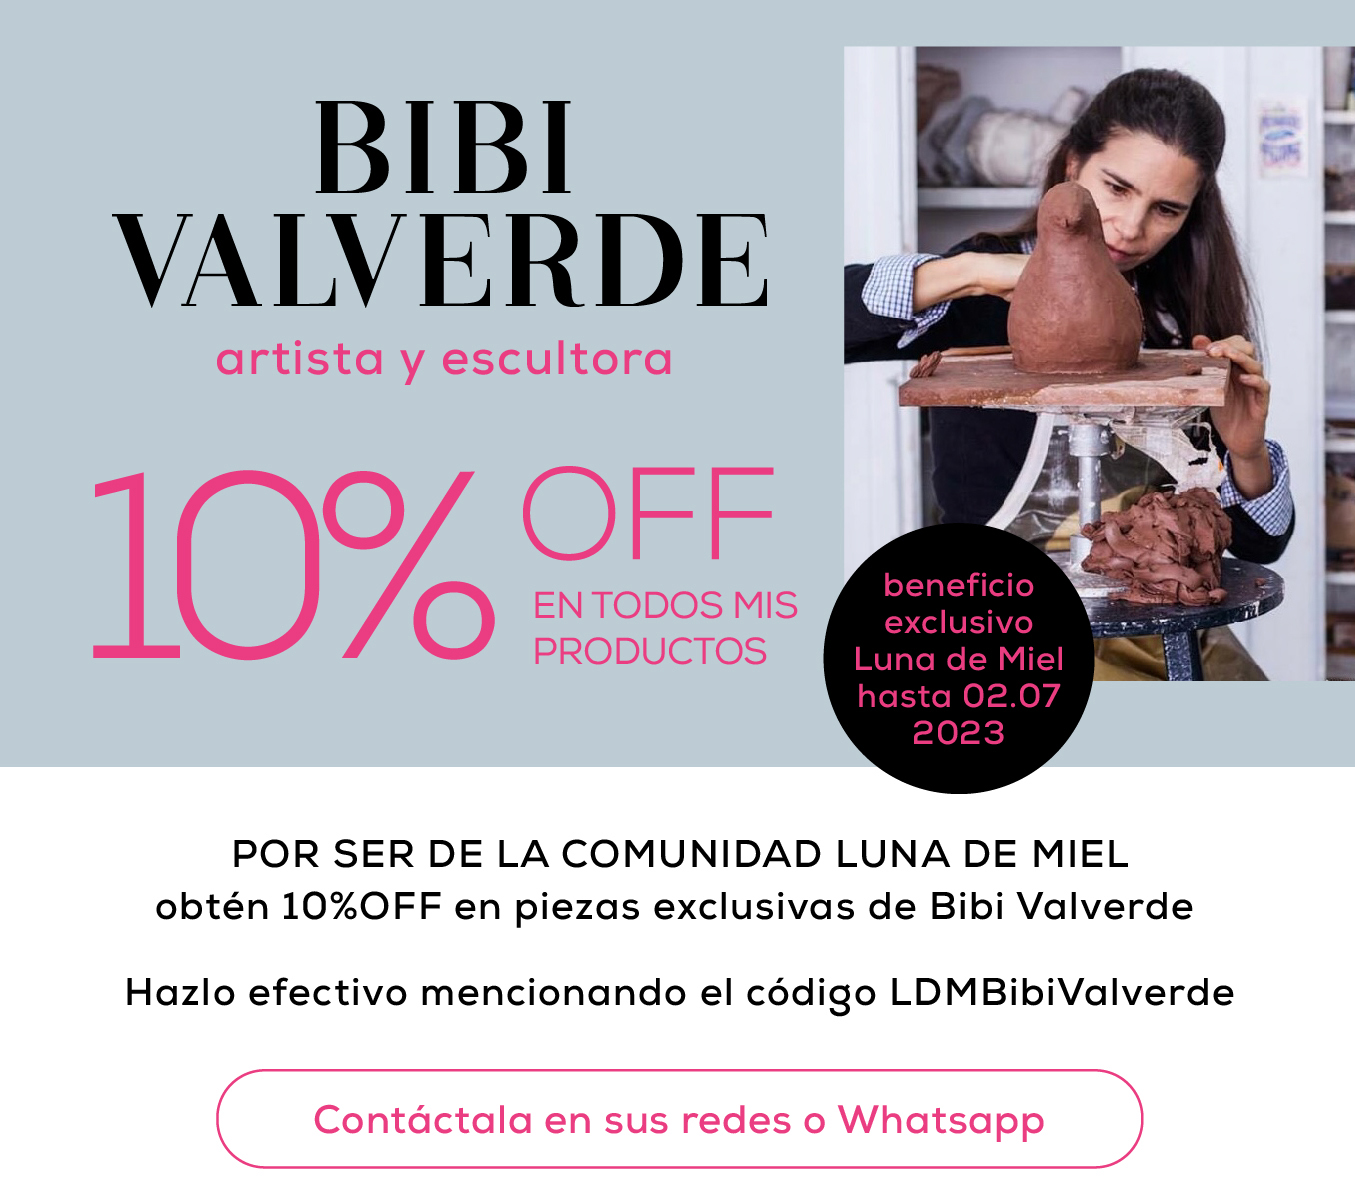 BIBI
VALVERDE
artista y escultora
10% OFF
EN TODOS MIS
PRODUCTOS
beneficio
exclusivo
Luna de Miel
hasta 02.07
2023
POR SER DE LA COMUNIDAD LUNA DE MIEL
obtén 10%OFF en piezas exclusivas de Bibi Valverde
Hazlo efectivo mencionando el código LDMBibiValverde
Contáctala en sus redes o Whatsapp